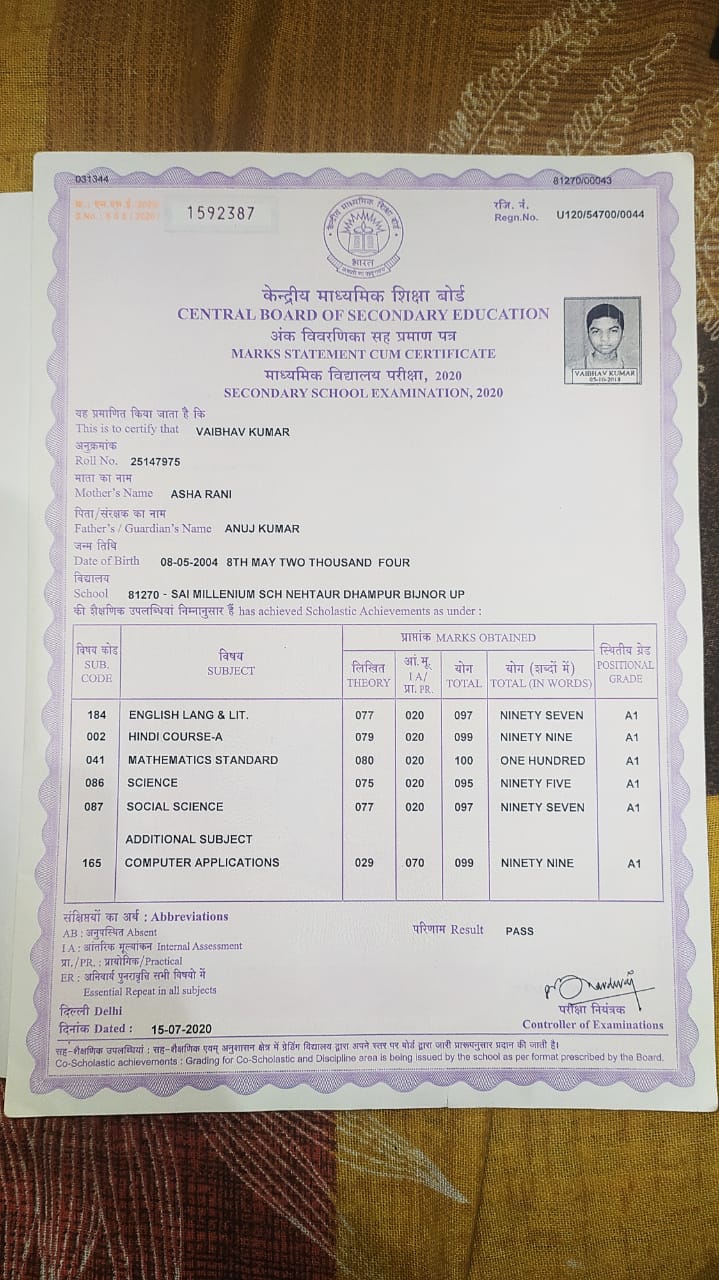 031344
81270/00043
1592387
रजि. नं.
Regn.No. U120/54700/0044
केन्द्रीय माध्यमिक शिक्षा बोर्ड
भारत
केन्द्रीय माध्यमिक शिक्षा बोर्ड
CENTRAL BOARD OF SECONDARY EDUCATION
अंक विवरणिका सह प्रमाण पत्र
MARKS STATEMENT CUM CERTIFICATE
माध्यमिक विद्यालय परीक्षा, 2020
SECONDARY SCHOOL EXAMINATION, 2020
VAIBHAV KUMAR
यह प्रमाणित किया जाता है कि
This is to certify that VAIBHAV KUMAR
अनुक्रमांक
Roll No. 25147975
माता का नाम
Mother's Name ASHA RANI
पिता/संरक्षक का नाम
Father's / Guardian's Name ANUJ KUMAR
जन्म तिथि
Date of Birth 08-05-2004 8TH MAY TWO THOUSAND FOUR
विद्यालय
School 81270 - SAI MILLENIUM SCH NEHTAUR DHAMPUR BIJNOR UP
की शैक्षणिक उपलब्धियां निम्नानुसार हैं has achieved Scholastic Achievements as under :
विषय कोड
SUB.
CODE
विषय
SUBJECT
प्राप्तांक MARKS OBTAINED
लिखित
THEORY
आं.मू.
I A/
प्रा./PR.
योग
TOTAL
योग (शब्दों में)
TOTAL (IN WORDS)
स्थितीय ग्रेड
POSITIONAL
GRADE
184 ENGLISH LANG & LIT. 077 020 097 NINETY SEVEN A1
002 HINDI COURSE-A 079 020 099 NINETY NINE A1
041 MATHEMATICS STANDARD 080 020 100 ONE HUNDRED A1
086 SCIENCE 075 020 095 NINETY FIVE A1
087 SOCIAL SCIENCE 077 020 097 NINETY SEVEN A1
ADDITIONAL SUBJECT
165 COMPUTER APPLICATIONS 029 070 099 NINETY NINE A1
संक्षिप्तियों का अर्थ : Abbreviations
AB : अनुपस्थित Absent
I A : आंतरिक मूल्यांकन Internal Assessment
प्रा./PR. : प्रायोगिक/Practical
ER : अनिवार्य पुनरावृत्ति सभी विषयो में
Essential Repeat in all subjects
परिणाम Result PASS
दिल्ली Delhi
दिनांक Dated : 15-07-2020
परीक्षा नियंत्रक
Controller of Examinations
सह-शैक्षणिक उपलब्धियां : सह-शैक्षणिक एवम् अनुशासन क्षेत्र में ग्रेडिंग विद्यालय द्वारा अपने स्तर पर बोर्ड द्वारा जारी प्रारूपनुसार प्रदान की जाती है।
Co-Scholastic achievements : Grading for Co-Scholastic and Discipline area is being issued by the school as per format prescribed by the Board.